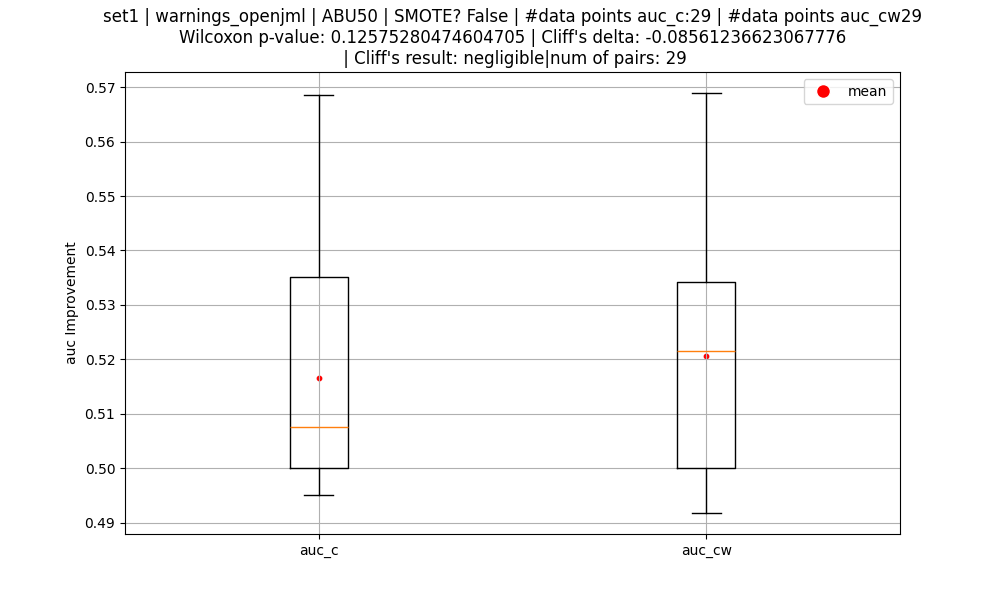 set1 | warnings_openjml | ABU50 | SMOTE? False | #data points auc_c:29 | #data points auc_cw29
Wilcoxon p-value: 0.12575280474604705 | Cliff's delta: -0.08561236623067776
| Cliff's result: negligible|num of pairs: 29
mean
0.57
0.56
0.55
0.54
0.53
0.52
0.51
0.50
0.49
auc Improvement
auc_c
auc_cw